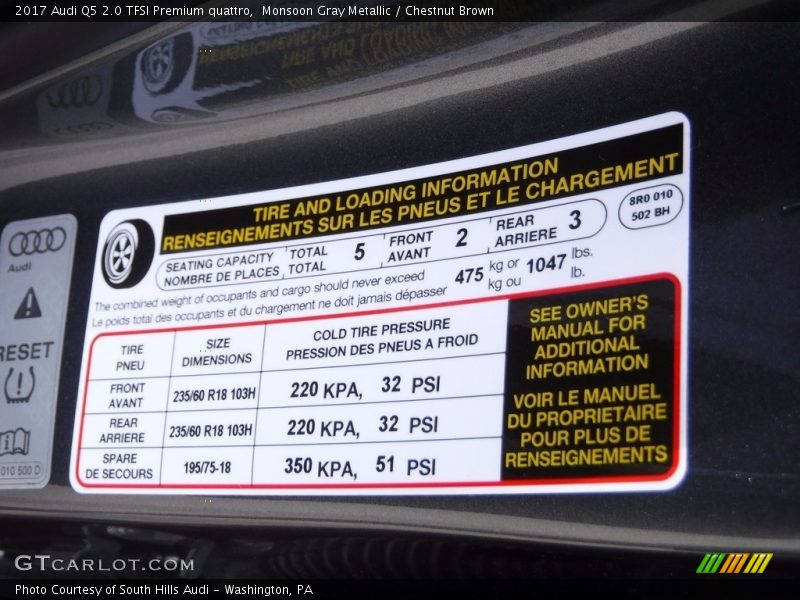 2017 Audi Q5 2.0 TFSI Premium quattro,  Monsoon Gray Metallic / Chestnut Brown
TIRE AND LOADING INFORMATION
RENSEIGNEMENTS SUR LES PNEUS ET LE CHARGEMENT
SEATING CAPACITY TOTAL 5 FRONT 2 REAR 3
NOMBRE DE PLACES TOTAL AVANT ARRIERE
8R0 010
502 BH
The combined weight of occupants and cargo should never exceed 475 kg or 1047 lbs.
Le poids total des occupants et du chargement ne doit jamais dépasser kg ou lb.
TIRE SIZE COLD TIRE PRESSURE
PNEU DIMENSIONS PRESSION DES PNEUS A FROID
FRONT
AVANT 235/60 R18 103H 220 KPA, 32 PSI
REAR
ARRIERE 235/60 R18 103H 220 KPA, 32 PSI
SPARE
DE SECOURS 195/75-18 350 KPA, 51 PSI
SEE OWNER'S
MANUAL FOR
ADDITIONAL
INFORMATION
VOIR LE MANUEL
DU PROPRIETAIRE
POUR PLUS DE
RENSEIGNEMENTS
Audi
RESET
010 500 D
GTCARLOT.COM
Photo Courtesy of South Hills Audi - Washington, PA